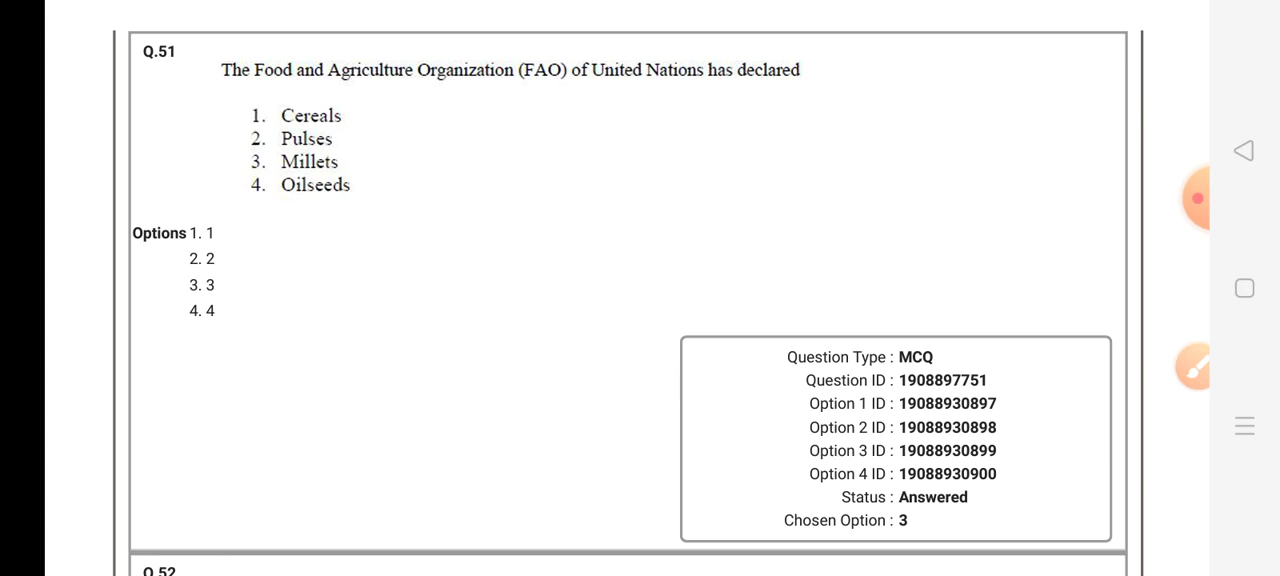 Q.51
The Food and Agriculture Organization (FAO) of United Nations has declared
1. Cereals
2. Pulses
3. Millets
4. Oilseeds
Options 1. 1
2. 2
3. 3
4. 4
Question Type : MCQ
Question ID : 1908897751
Option 1 ID : 19088930897
Option 2 ID : 19088930898
Option 3 ID : 19088930899
Option 4 ID : 19088930900
Status : Answered
Chosen Option : 3
Q.52